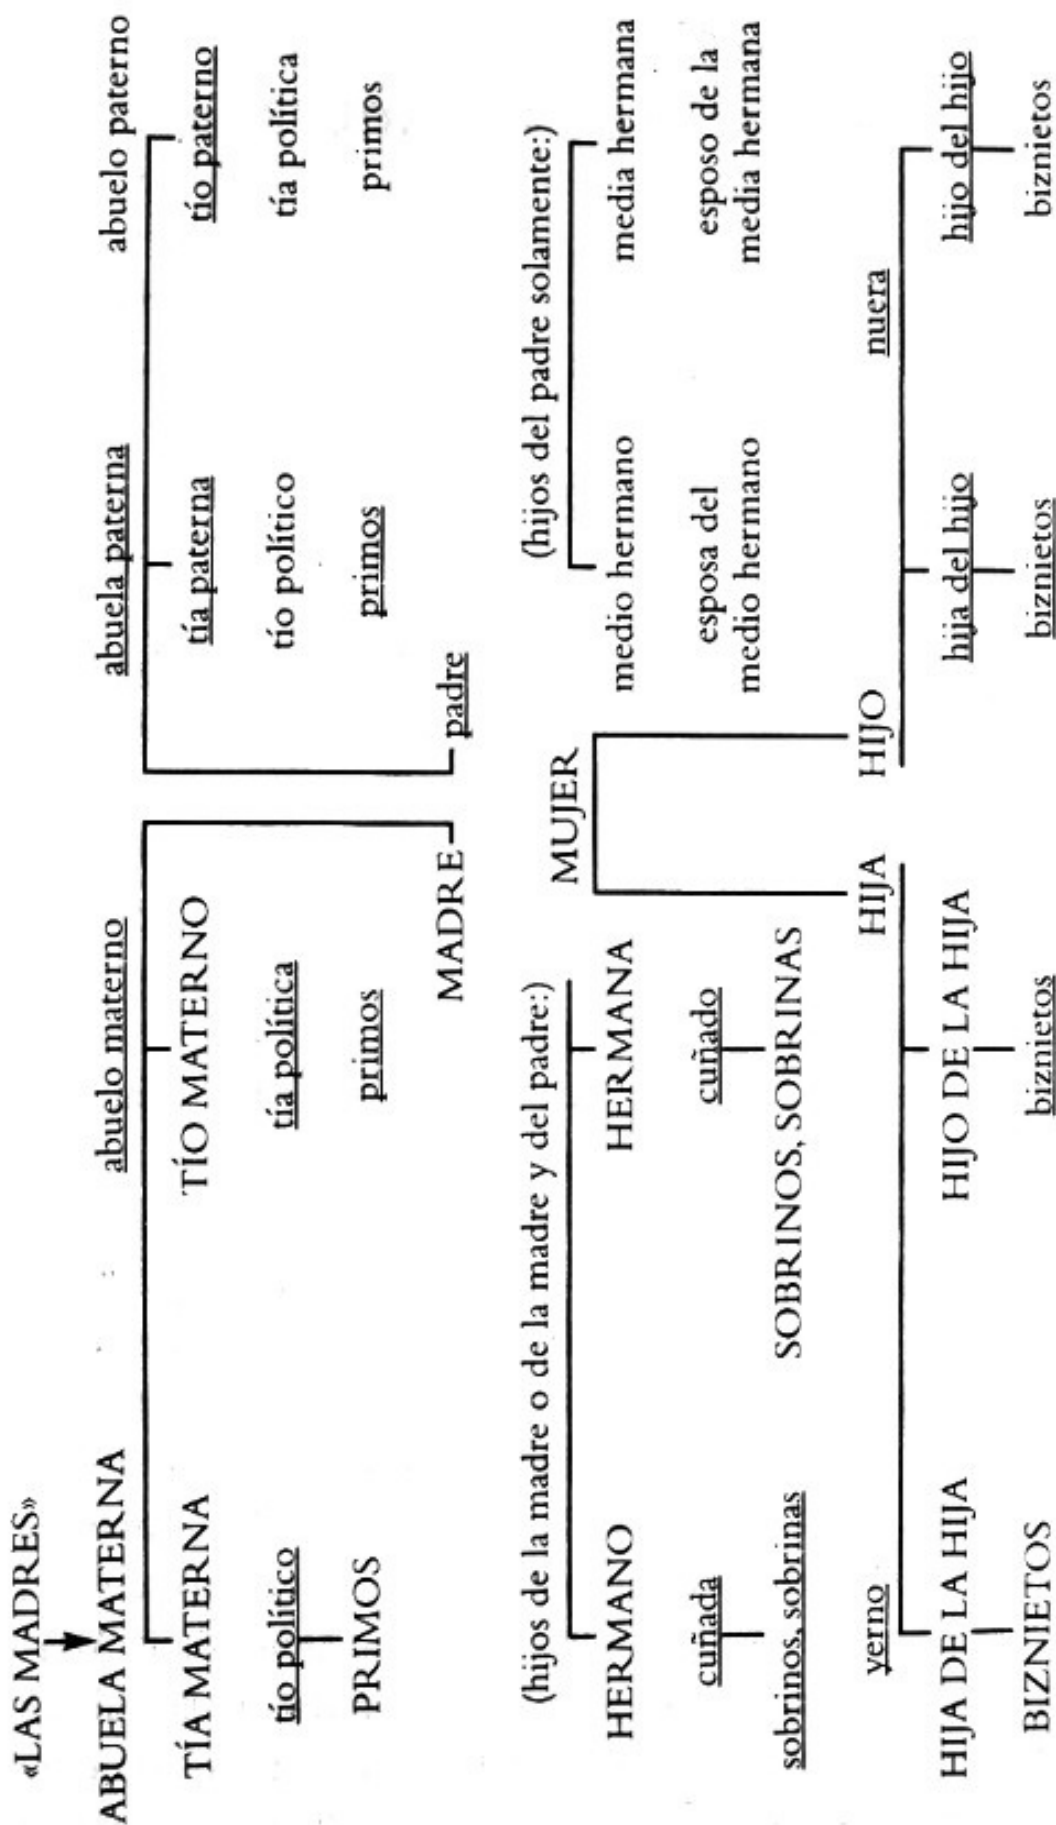 «LAS MADRES»
ABUELA MATERNA abuelo materno abuela paterna abuelo paterno
TÍA MATERNA TÍO MATERNO tía paterna tío paterno
tío político tía política tío político tía política
PRIMOS primos primos primos
MADRE padre
(hijos de la madre o de la madre y del padre:) MUJER (hijos del padre solamente:)
HERMANO HERMANA medio hermano media hermana
cuñada cuñado esposa del esposo de la
medio hermano media hermana
sobrinos, sobrinas SOBRINOS, SOBRINAS
yerno HIJA HIJO nuera
HIJA DE LA HIJA HIJO DE LA HIJA hija del hijo hijo del hijo
BIZNIETOS biznietos biznietos biznietos